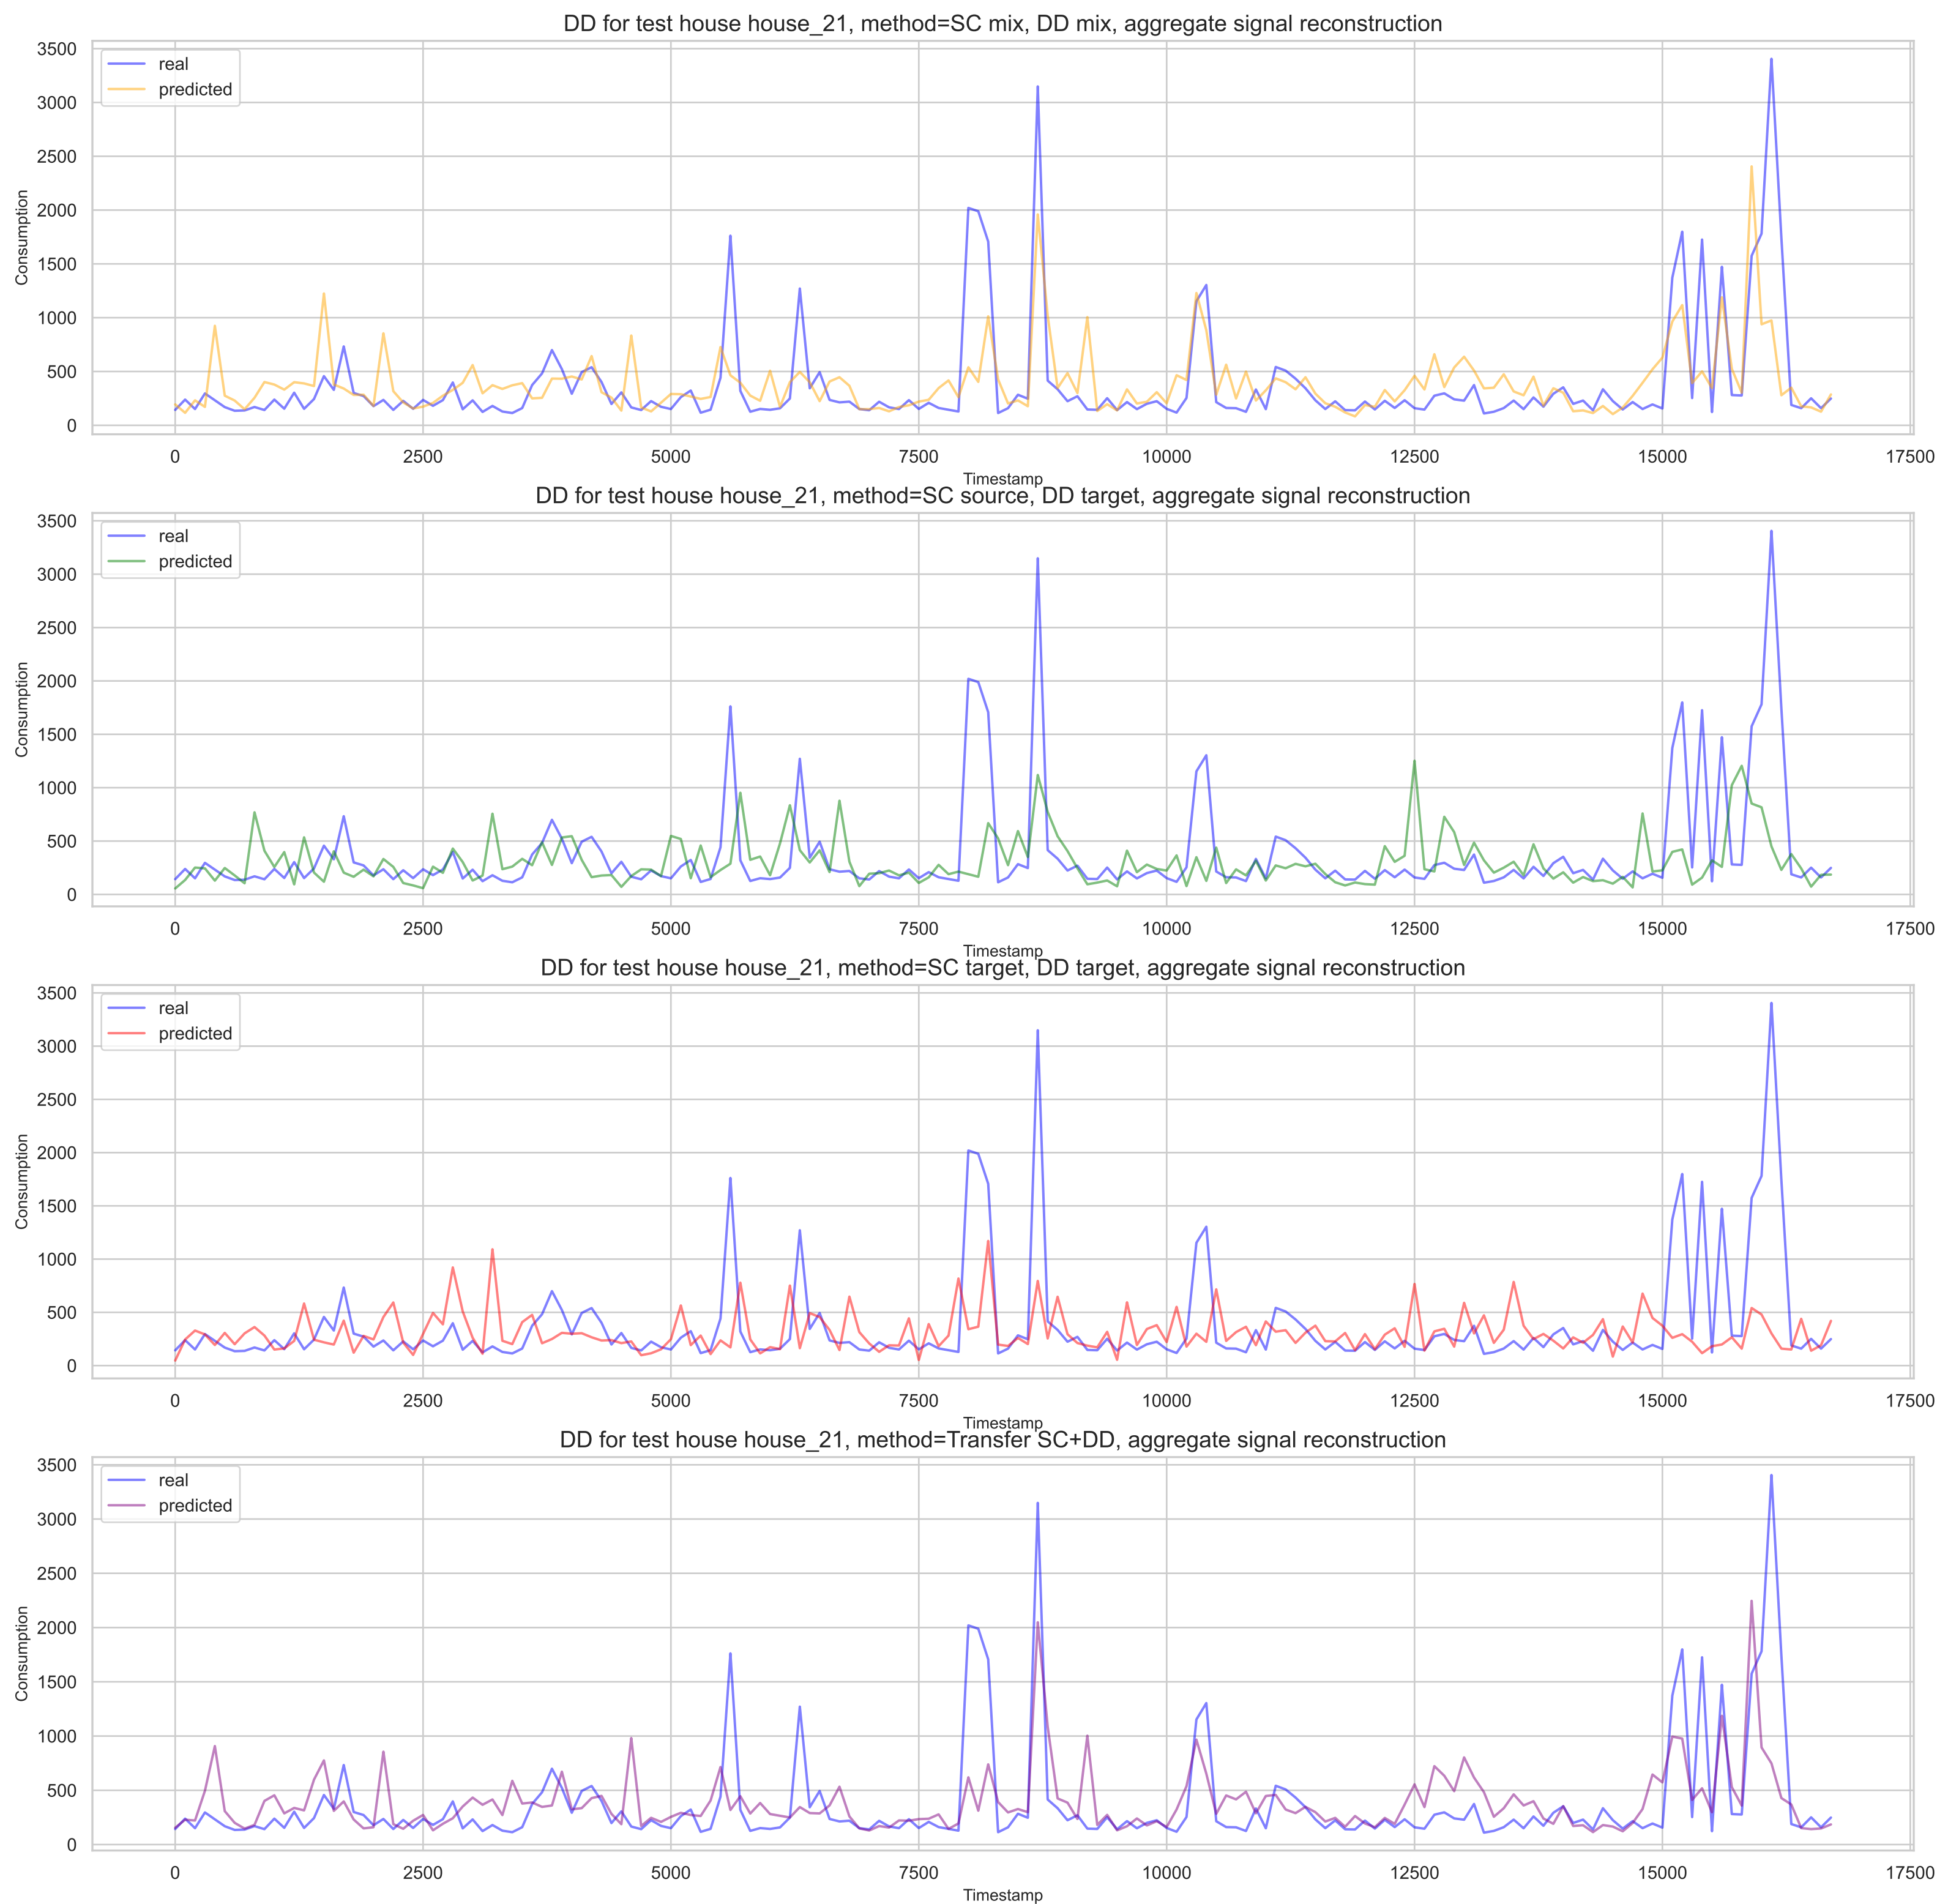 DD for test house house_21, method=SC mix, DD mix, aggregate signal reconstruction
3500
3000
2500
2000
1500
1000
500
0
Consumption
real
predicted
0 2500 5000 7500 10000 12500 15000 17500
Timestamp
DD for test house house_21, method=SC source, DD target, aggregate signal reconstruction
3500
3000
2500
2000
1500
1000
500
0
Consumption
real
predicted
0 2500 5000 7500 10000 12500 15000 17500
Timestamp
DD for test house house_21, method=SC target, DD target, aggregate signal reconstruction
3500
3000
2500
2000
1500
1000
500
0
Consumption
real
predicted
0 2500 5000 7500 10000 12500 15000 17500
Timestamp
DD for test house house_21, method=Transfer SC+DD, aggregate signal reconstruction
3500
3000
2500
2000
1500
1000
500
0
Consumption
real
predicted
0 2500 5000 7500 10000 12500 15000 17500
Timestamp